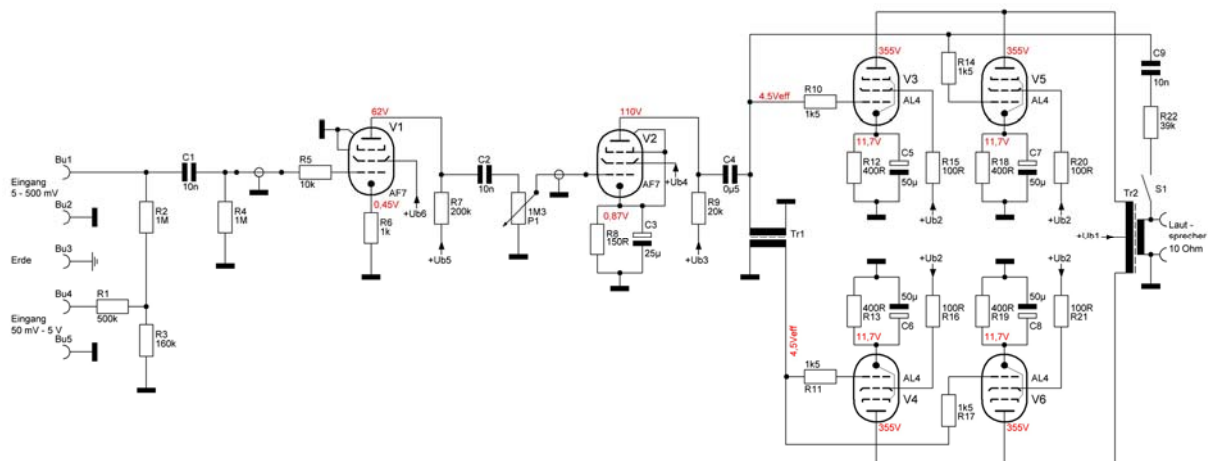 Bu1
Eingang
5 - 500 mV
Bu2
Bu3
Erde
Bu4
Eingang
50 mV - 5 V
Bu5
R1
500k
R2
1M
R3
160k
C1
10n
R4
1M
R5
10k
62V
V1
AF7
0,45V
R6
1k
+Ub6
R7
200k
+Ub5
C2
10n
1M3
P1
110V
V2
AF7
+Ub4
0,87V
R8
150R
C3
25µ
R9
20k
+Ub3
C4
0µ5
Tr1
4,5Veff
4,5Veff
R10
1k5
355V
V3
AL4
11,7V
R12
400R
C5
50µ
R15
100R
+Ub2
R14
1k5
355V
V5
AL4
11,7V
R18
400R
C7
50µ
R20
100R
+Ub2
C9
10n
R22
39k
S1
Tr2
+Ub1
Laut -
sprecher
10 Ohm
+Ub2
400R
R13
50µ
C6
100R
R16
11,7V
1k5
R11
AL4
V4
355V
+Ub2
400R
R19
50µ
C8
100R
R21
11,7V
1k5
R17
AL4
V6
355V